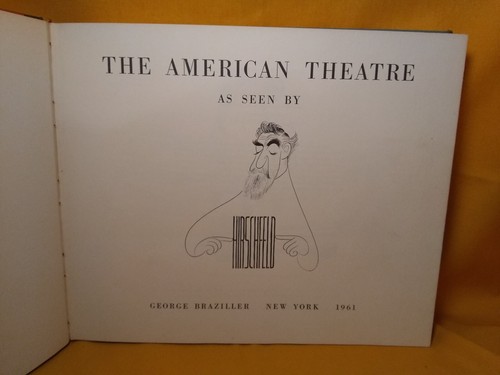 THE AMERICAN THEATRE
AS SEEN BY
HIRSCHFELD
GEORGE BRAZILLER NEW YORK 1961